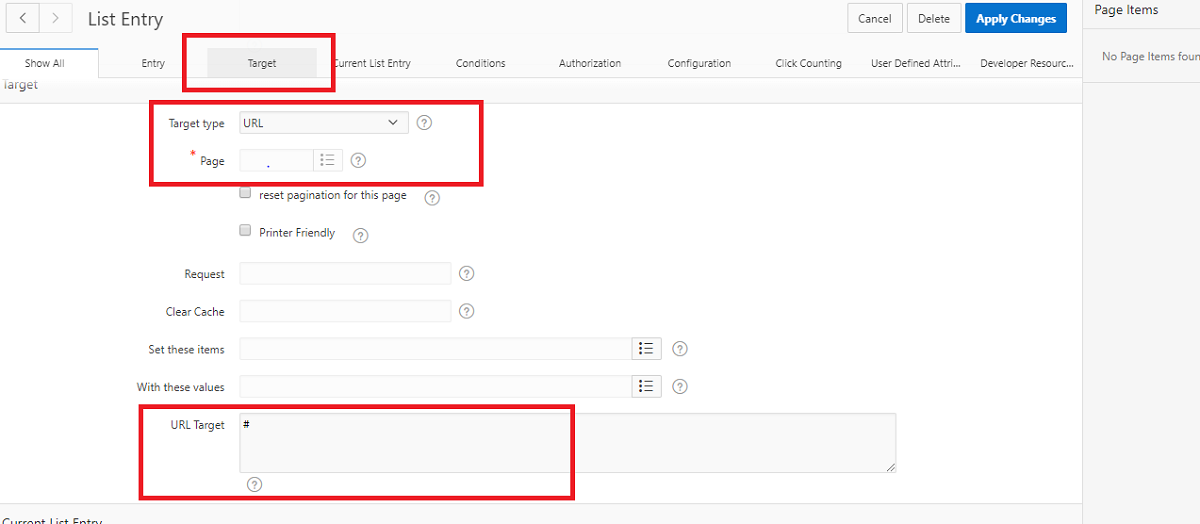 List Entry
Cancel
Delete
Apply Changes
Page Items
Show All
Entry
Target
Current List Entry
Conditions
Authorization
Configuration
Click Counting
User Defined Attri...
Developer Resourc...
No Page Items foun
Target
Target type
URL
* Page
.
reset pagination for this page
Printer Friendly
Request
Clear Cache
Set these items
With these values
URL Target
#
Current List Entry